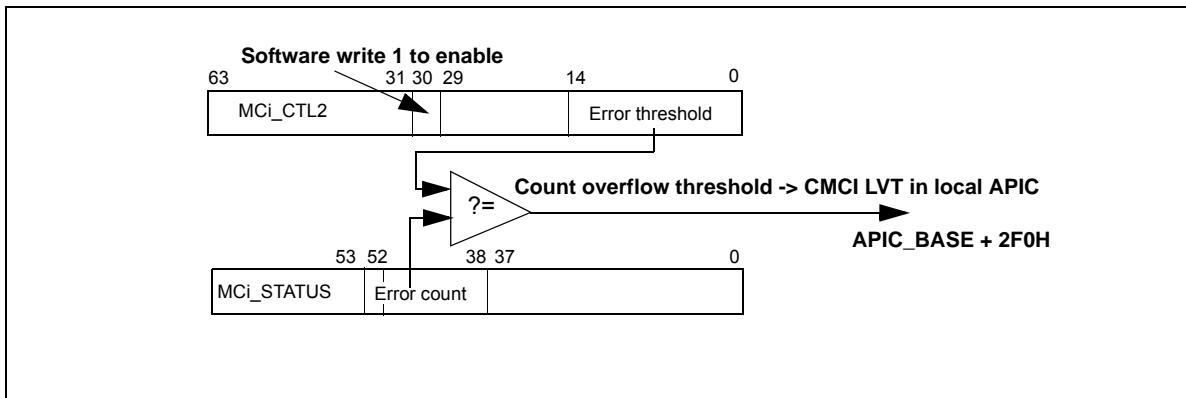 Software write 1 to enable
63 31 30 29 14 0
MCi_CTL2 Error threshold
?=
Count overflow threshold -> CMCI LVT in local APIC
APIC_BASE + 2F0H
53 52 38 37 0
MCi_STATUS Error count